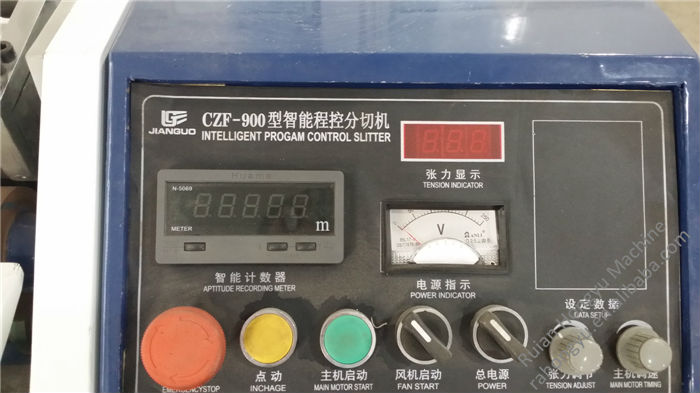 JIANGUO
CZF-900型智能程控分切机
INTELLIGENT PROGAM CONTROL SLITTER
Huama
N-5069
METER
m
智能计数器
APTITUDE RECORDING METER
张力显示
TENSION INDICATOR
V
电源指示
POWER INDICATOR
设定数据
DATA SETUP
EMERGENCYSTOP
点动
INCHAGE
主机启动
MAIN MOTOR START
风机启动
FAN START
总电源
POWER
张力调节
TENSION ADJUST
主机调速
MAIN MOTOR TIMING